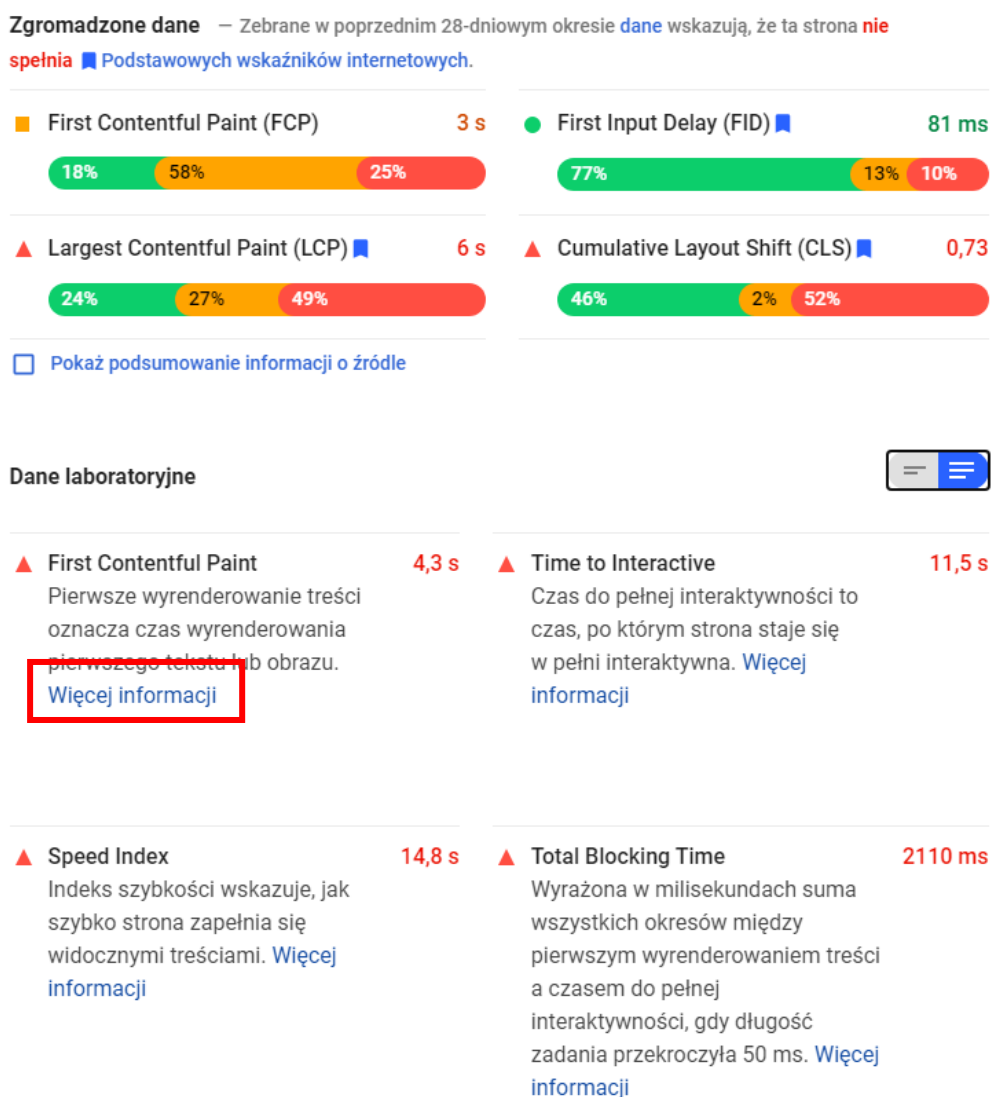 Zgromadzone dane — Zebrane w poprzednim 28-dniowym okresie dane wskazują, że ta strona nie
spełnia Podstawowych wskaźników internetowych.
First Contentful Paint (FCP) 3 s
18% 58% 25%
First Input Delay (FID) 81 ms
77% 13% 10%
Largest Contentful Paint (LCP) 6 s
24% 27% 49%
Cumulative Layout Shift (CLS) 0,73
46% 2% 52%
Pokaż podsumowanie informacji o źródle
Dane laboratoryjne
First Contentful Paint 4,3 s
Pierwsze wyrenderowanie treści
oznacza czas wyrenderowania
pierwszego tekstu lub obrazu.
Więcej informacji
Time to Interactive 11,5 s
Czas do pełnej interaktywności to
czas, po którym strona staje się
w pełni interaktywna. Więcej
informacji
Speed Index 14,8 s
Indeks szybkości wskazuje, jak
szybko strona zapełnia się
widocznymi treściami. Więcej
informacji
Total Blocking Time 2110 ms
Wyrażona w milisekundach suma
wszystkich okresów między
pierwszym wyrenderowaniem treści
a czasem do pełnej
interaktywności, gdy długość
zadania przekroczyła 50 ms. Więcej
informacji